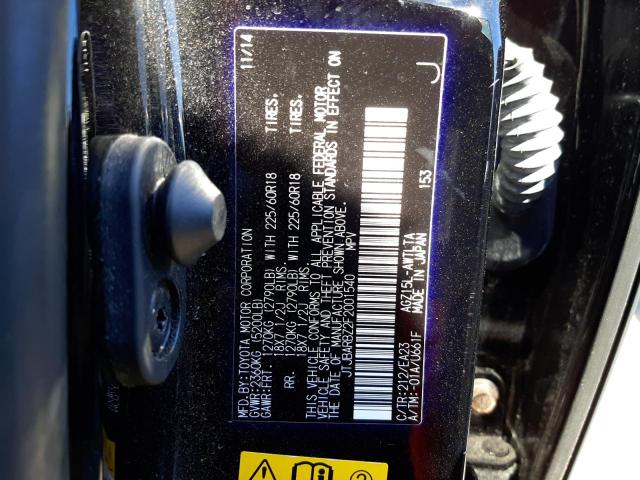 MFD.BY:TOYOTA MOTOR CORPORATION 11/14
GVWR:2360KG (5200LB)
GAWR:FRT. 1270KG (2790LB) WITH 225/60R18 TIRES.
18X7 1/2J RIMS.
RR. 1270KG (2790LB) WITH 225/60R18 TIRES.
18X7 1/2J RIMS.
THIS VEHICLE CONFORMS TO ALL APPLICABLE FEDERAL MOTOR
VEHICLE SAFETY AND THEFT PREVENTION STANDARDS IN EFFECT ON
THE DATE OF MANUFACTURE SHOWN ABOVE.
JTJBARBZ2F2001540 MPV
C/TR:212/EA23 AGZ15L-AWTLTA 153
A/TM:-01A/U661F MADE IN JAPAN
J